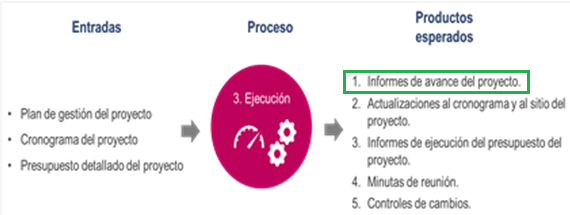 Entradas
Proceso
Productos
esperados
3. Ejecución
• Plan de gestión del proyecto
• Cronograma del proyecto
• Presupuesto detallado del proyecto
1. Informes de avance del proyecto.
2. Actualizaciones al cronograma y al sitio del
proyecto.
3. Informes de ejecución del presupuesto del
proyecto.
4. Minutas de reunión.
5. Controles de cambios.